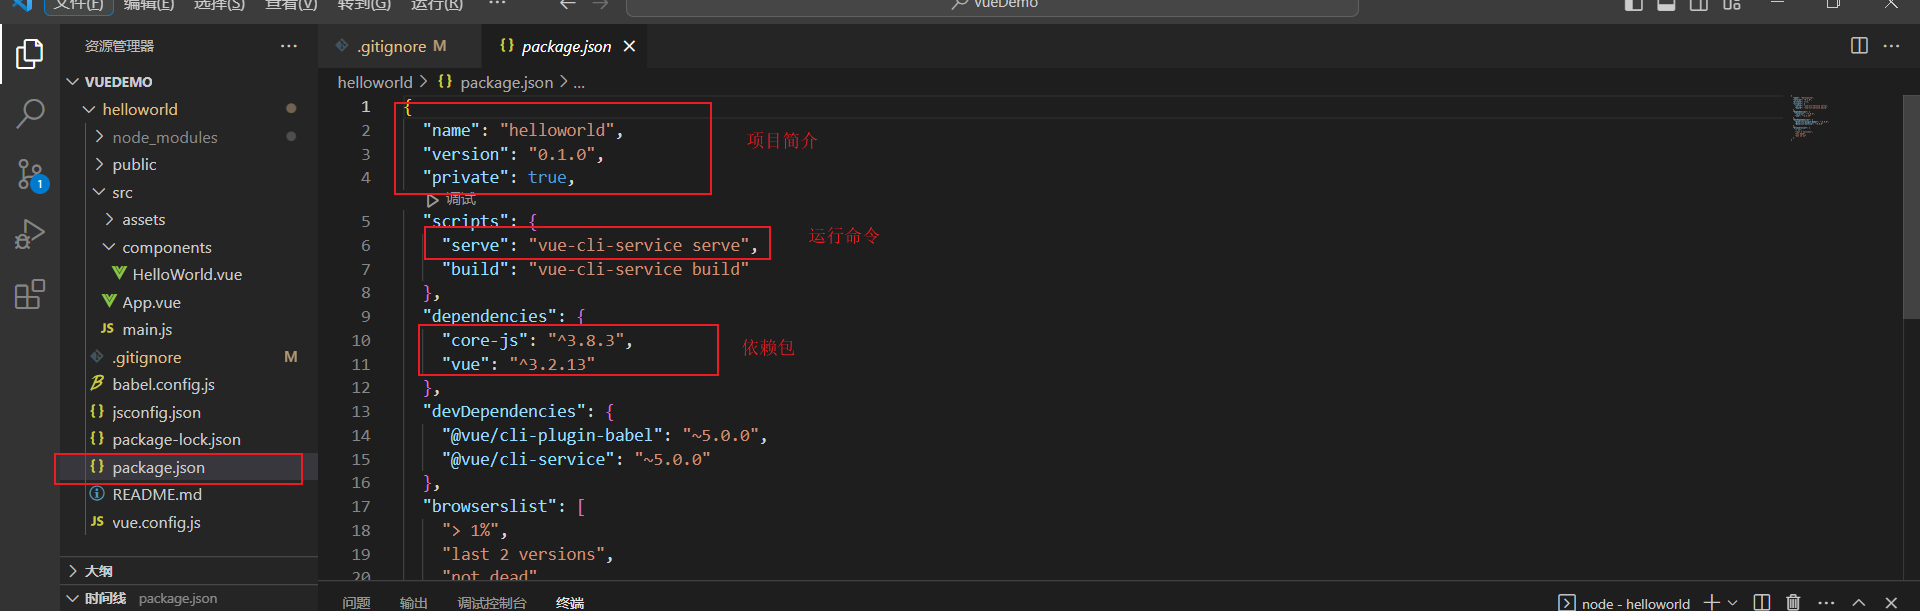 文件(F) 编辑(E) 选择(S) 查看(V) 转到(G) 运行(R) ··· VueDemo
资源管理器 ···
.gitignore M
{} package.json
helloworld > {} package.json > ...
VUEDEMO
helloworld
node_modules
public
src
assets
components
HelloWorld.vue
App.vue
JS main.js
.gitignore M
babel.config.js
{} jsconfig.json
{} package-lock.json
{} package.json
README.md
JS vue.config.js
大纲
时间线 package.json
1
1 {
2 "name": "helloworld",
3 "version": "0.1.0",
4 "private": true,
项目简介
调试
5 "scripts": {
6 "serve": "vue-cli-service serve",
运行命令
7 "build": "vue-cli-service build"
8 },
9 "dependencies": {
10 "core-js": "^3.8.3",
11 "vue": "^3.2.13"
依赖包
12 },
13 "devDependencies": {
14 "@vue/cli-plugin-babel": "~5.0.0",
15 "@vue/cli-service": "~5.0.0"
16 },
17 "browserslist": [
18 "> 1%",
19 "last 2 versions",
20 "not dead"
问题 输出 调试控制台 终端
node - helloworld